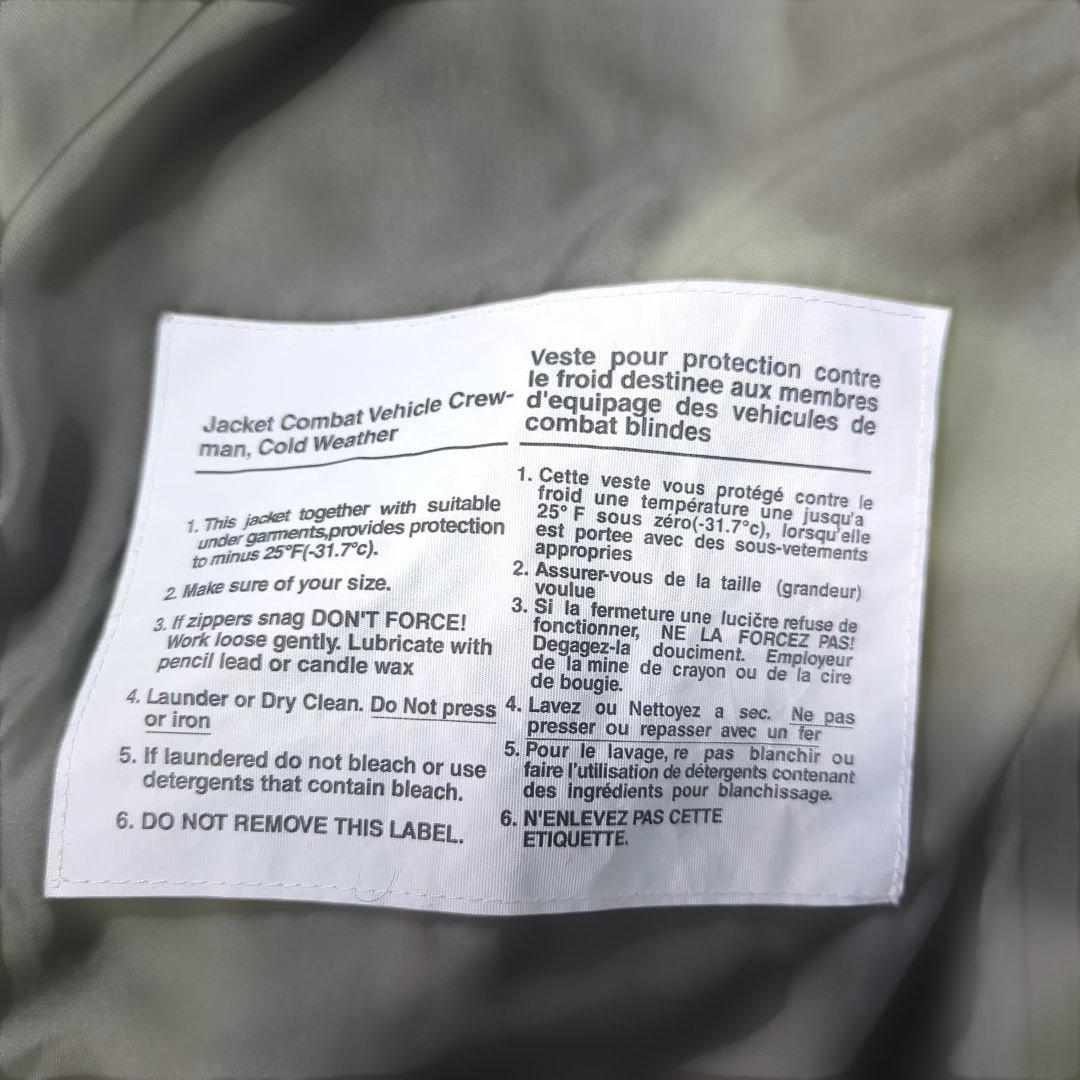 Jacket Combat Vehicle Crew-
man, Cold Weather
1. This jacket together with suitable
under garments,provides protection
to minus 25°F(-31.7°c).
2. Make sure of your size.
3. If zippers snag DON'T FORCE!
Work loose gently. Lubricate with
pencil lead or candle wax
4. Launder or Dry Clean. Do Not press
or iron
5. If laundered do not bleach or use
detergents that contain bleach.
6. DO NOT REMOVE THIS LABEL.
Veste pour protection contre
le froid destinee aux membres
d'equipage des vehicules de
combat blindes
1. Cette veste vous protégé contre le
froid une température une jusqu'a
25° F sous zéro(-31.7°c), lorsqu'elle
est portee avec des sous-vetements
appropries
2. Assurer-vous de la taille (grandeur)
voulue
3. Si la fermeture une lucičre refuse de
fonctionner, NE LA FORCEZ PAS!
Degagez-la douciment. Employeur
de la mine de crayon ou de la cire
de bougie.
4. Lavez ou Nettoyez a sec. Ne pas
presser ou repasser avec un fer
5. Pour le lavage, re pas blanchir ou
faire l'utilisation de détergents contenant
des ingrédients pour blanchissage.
6. N'ENLEVEZ PAS CETTE
ETIQUETTE.